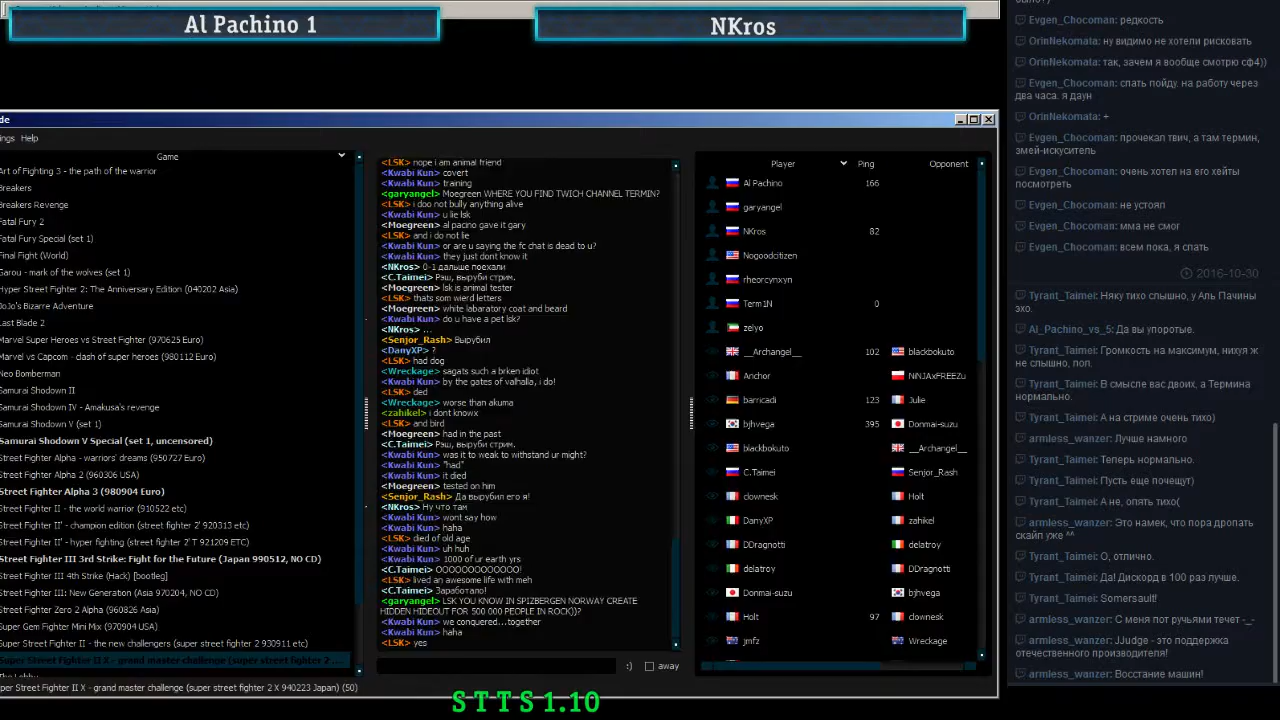 Al Pachino 1
NKros
de
ings Help
Game
Art of Fighting 3 - the path of the warrior
Breakers
Breakers Revenge
Fatal Fury 2
Fatal Fury Special (set 1)
Final Fight (World)
Garou - mark of the wolves (set 1)
Hyper Street Fighter 2: The Anniversary Edition (040202 Asia)
JoJo's Bizarre Adventure
Last Blade 2
Marvel Super Heroes vs Street Fighter (970625 Euro)
Marvel vs Capcom - clash of super heroes (980112 Euro)
Neo Bomberman
Samurai Shodown II
Samurai Shodown IV - Amakusa's revenge
Samurai Shodown V (set 1)
Samurai Shodown V Special (set 1, uncensored)
Street Fighter Alpha - warriors' dreams (950727 Euro)
Street Fighter Alpha 2 (960306 USA)
Street Fighter Alpha 3 (980904 Euro)
Street Fighter II - the world warrior (910522 etc)
Street Fighter II' - champion edition (street fighter 2' 920313 etc)
Street Fighter II' - hyper fighting (street fighter 2' T 921209 ETC)
Street Fighter III 3rd Strike: Fight for the Future (Japan 990512, NO CD)
Street Fighter III 4th Strike (Hack) [bootleg]
Street Fighter III: New Generation (Asia 970204, NO CD)
Street Fighter Zero 2 Alpha (960826 Asia)
Super Gem Fighter Mini Mix (970904 USA)
Super Street Fighter II - the new challengers (super street fighter 2 930911 etc)
Super Street Fighter II X - grand master challenge (super street fighter 2 ...
The Lobby
per Street Fighter II X - grand master challenge (super street fighter 2 X 940223 Japan) (50)
<LSK> nope i am animal friend
<Kwabi Kun> covert
<Kwabi Kun> training
<garyangel> Moegreen WHERE YOU FIND TWICH CHANNEL TERMIN?
<LSK> i doo not bully anything alive
<Kwabi Kun> u lie lsk
<Moegreen> al pacino gave it gary
<LSK> and i do not lie
<Kwabi Kun> or are u saying the fc chat is dead to u?
<Kwabi Kun> they just dont know it
<NKros> 0-1 дальше поехали
<C.Taimei> Рэш, выруби стрим.
<Moegreen> lsk is animal tester
<LSK> thats som wierd letters
<Moegreen> white labaratory coat and beard
<Kwabi Kun> do u have a pet lsk?
<NKros> ...
<Senjor_Rash> Вырубил
<DanyXP> ?
<LSK> had dog
<Wreckage> sagats such a brken idiot
<Kwabi Kun> by the gates of valhalla, i do!
<LSK> ded
<Wreckage> worse than akuma
<zahikel> i dont knowx
<LSK> and bird
<Moegreen> had in the past
<C.Taimei> Рэш, выруби стрим.
<Kwabi Kun> was it to weak to withstand ur might?
<Kwabi Kun> "had"
<Kwabi Kun> it died
<Moegreen> tested on him
<Senjor_Rash> Да вырубил его я!
<NKros> Ну что там
<Kwabi Kun> wont say how
<Kwabi Kun> haha
<LSK> died of old age
<Kwabi Kun> uh huh
<Kwabi Kun> 1000 of ur earth yrs
<C.Taimei> ООООООООООООО!
<LSK> lived an awesome life with meh
<C.Taimei> Заработало!
<garyangel> LSK YOU KNOW IN SPIZBERGEN NORWAY CREATE
HIDDEN HIDEOUT FOR 500 000 PEOPLE IN ROCK))?
<Kwabi Kun> we conquered...together
<Kwabi Kun> haha
<LSK> yes
:) away
Player Ping Opponent
Al Pachino 166
garyangel
NKros 82
Nogoodcitizen
rheorcynxyn
Term1N 0
zelyo
__Archangel__ 102 blackbokuto
Anchor NiNJAxFREEZu
barricadi 123 Julie
bjhvega 395 Donmai-suzu
blackbokuto __Archangel__
C.Taimei Senjor_Rash
clownesk Holt
DanyXP zahikel
DDragnotti delatroy
delatroy DDragnotti
Donmai-suzu bjhvega
Holt 97 clownesk
jmfz Wreckage
Evgen_Chocoman: редкость
OrinNekomata: ну видимо не хотели рисковать
OrinNekomata: так, зачем я вообще смотрю сф4))
Evgen_Chocoman: спать пойду. на работу через
два часа. я даун
OrinNekomata: +
Evgen_Chocoman: прочекал твич, а там термин,
змей-искуситель
Evgen_Chocoman: очень хотел на его хейты
посмотреть
Evgen_Chocoman: не устоял
Evgen_Chocoman: мма не смог
Evgen_Chocoman: всем пока, я спать
2016-10-30
Tyrant_Taimei: Няку тихо слышно, у Аль Пачины
эхо.
Al_Pachino_vs_5: Да вы упоротые.
Tyrant_Taimei: Громкость на максимум, нихуя ж
не слышно, поп.
Tyrant_Taimei: В смысле вас двоих, а Термина
нормально.
Tyrant_Taimei: А на стриме очень тихо)
armless_wanzer: Лучше намного
Tyrant_Taimei: Теперь нормально.
Tyrant_Taimei: Пусть еще почещут)
Tyrant_Taimei: А не, опять тихо(
armless_wanzer: Это намек, что пора дропать
скайп уже ^^
Tyrant_Taimei: О, отлично.
Tyrant_Taimei: Да! Дискорд в 100 раз лучше.
Tyrant_Taimei: Somersault!
armless_wanzer: С меня пот ручьями течет -_-
armless_wanzer: JJudge - это поддержка
отечественного производителя!
armless_wanzer: Восстание машин!
STTS 1.10